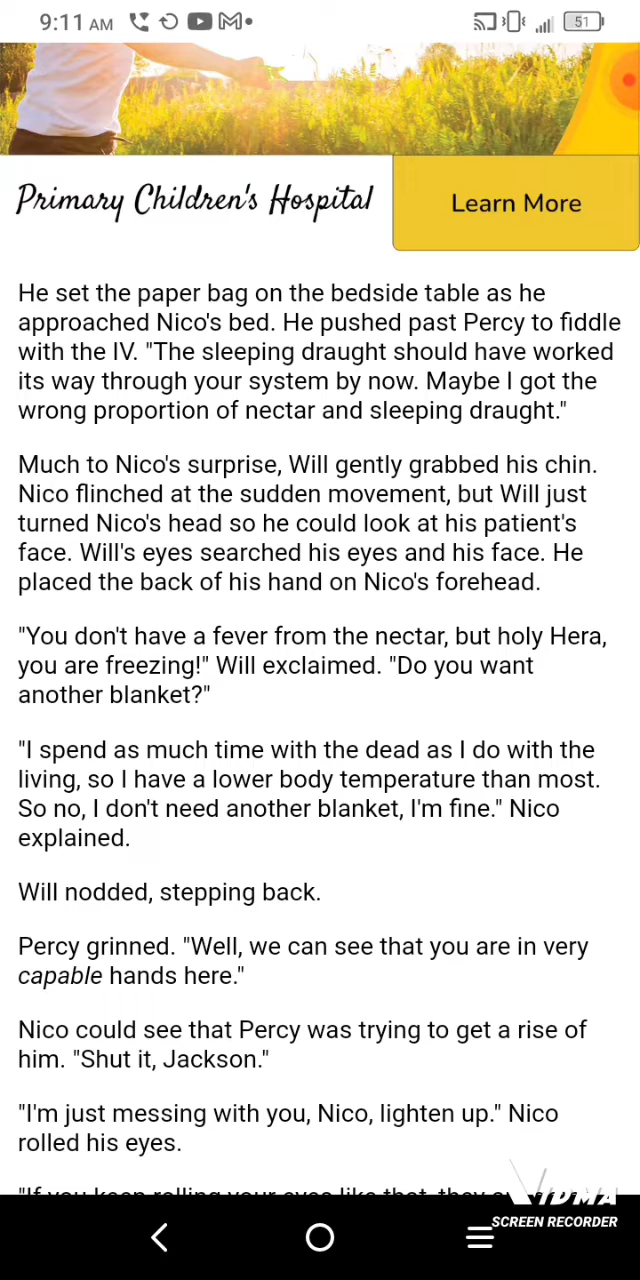 9:11 AM
51
Primary Children's Hospital
Learn More
He set the paper bag on the bedside table as he
approached Nico's bed. He pushed past Percy to fiddle
with the IV. "The sleeping draught should have worked
its way through your system by now. Maybe I got the
wrong proportion of nectar and sleeping draught."
Much to Nico's surprise, Will gently grabbed his chin.
Nico flinched at the sudden movement, but Will just
turned Nico's head so he could look at his patient's
face. Will's eyes searched his eyes and his face. He
placed the back of his hand on Nico's forehead.
"You don't have a fever from the nectar, but holy Hera,
you are freezing!" Will exclaimed. "Do you want
another blanket?"
"I spend as much time with the dead as I do with the
living, so I have a lower body temperature than most.
So no, I don't need another blanket, I'm fine." Nico
explained.
Will nodded, stepping back.
Percy grinned. "Well, we can see that you are in very
capable hands here."
Nico could see that Percy was trying to get a rise of
him. "Shut it, Jackson."
"I'm just messing with you, Nico, lighten up." Nico
rolled his eyes.
"If you keep rolling your eyes like that, they
VIDMA
SCREEN RECORDER